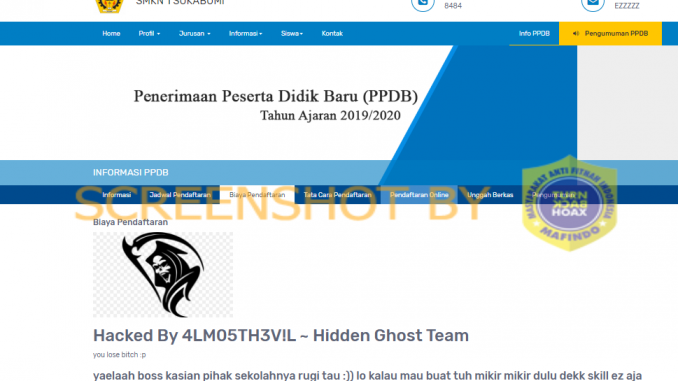 SMKN 1 SUKABUMI
8484
EZZZZZ
Home Profil Jurusan Informasi Siswa Kontak Info PPDB Pengumuman PPDB
Penerimaan Peserta Didik Baru (PPDB)
Tahun Ajaran 2019/2020
INFORMASI PPDB
Informasi Jadwal Pendaftaran Biaya Pendaftaran Tata Cara Pendaftaran Pendaftaran Online Unggah Berkas Pengumuman
SCREENSHOT BY
MASYARAKAT ANTI FITNAH INDONESIA
TURN
BACK
HOAX
MAFINDO
Biaya Pendaftaran
Hacked By 4LM05TH3V!L ~ Hidden Ghost Team
you lose bitch :p
yaelaah boss kasian pihak sekolahnya rugi tau :)) lo kalau mau buat tuh mikir mikir dulu dekk skill ez aja